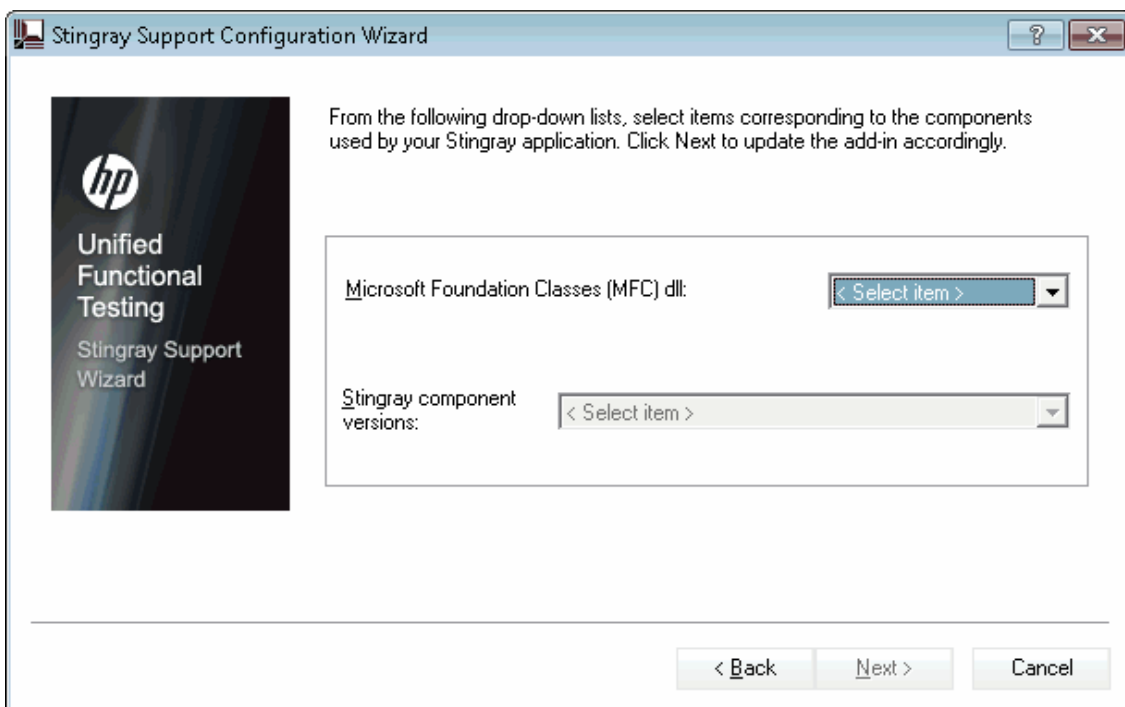 Stingray Support Configuration Wizard
?
From the following drop-down lists, select items corresponding to the components
used by your Stingray application. Click Next to update the add-in accordingly.
hp
Unified
Functional
Testing
Stingray Support
Wizard
Microsoft Foundation Classes (MFC) dll:
< Select item >
Stingray component
versions:
< Select item >
< Back
Next >
Cancel